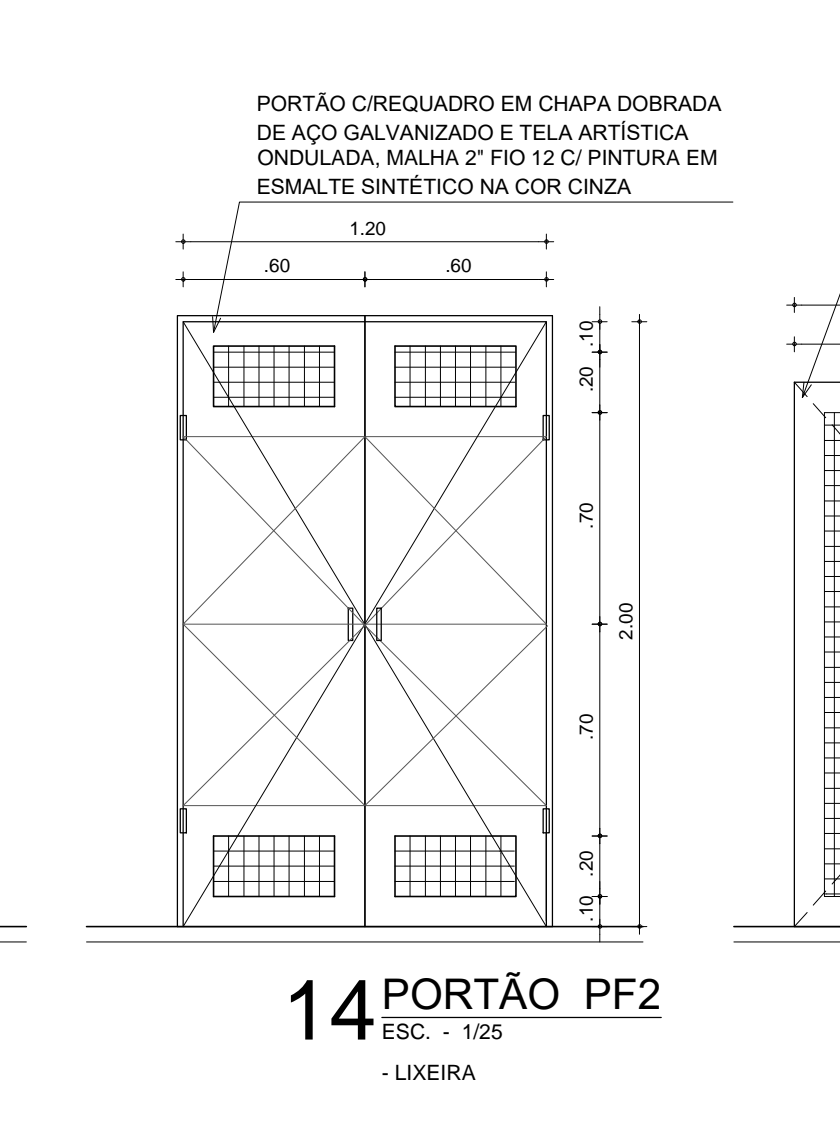 PORTÃO C/REQUADRO EM CHAPA DOBRADA
DE AÇO GALVANIZADO E TELA ARTÍSTICA
ONDULADA, MALHA 2" FIO 12 C/ PINTURA EM
ESMALTE SINTÉTICO NA COR CINZA
1.20
.60 .60
.10
.20
.70
2.00
.70
.20
.10
14 PORTÃO PF2
ESC. - 1/25
- LIXEIRA